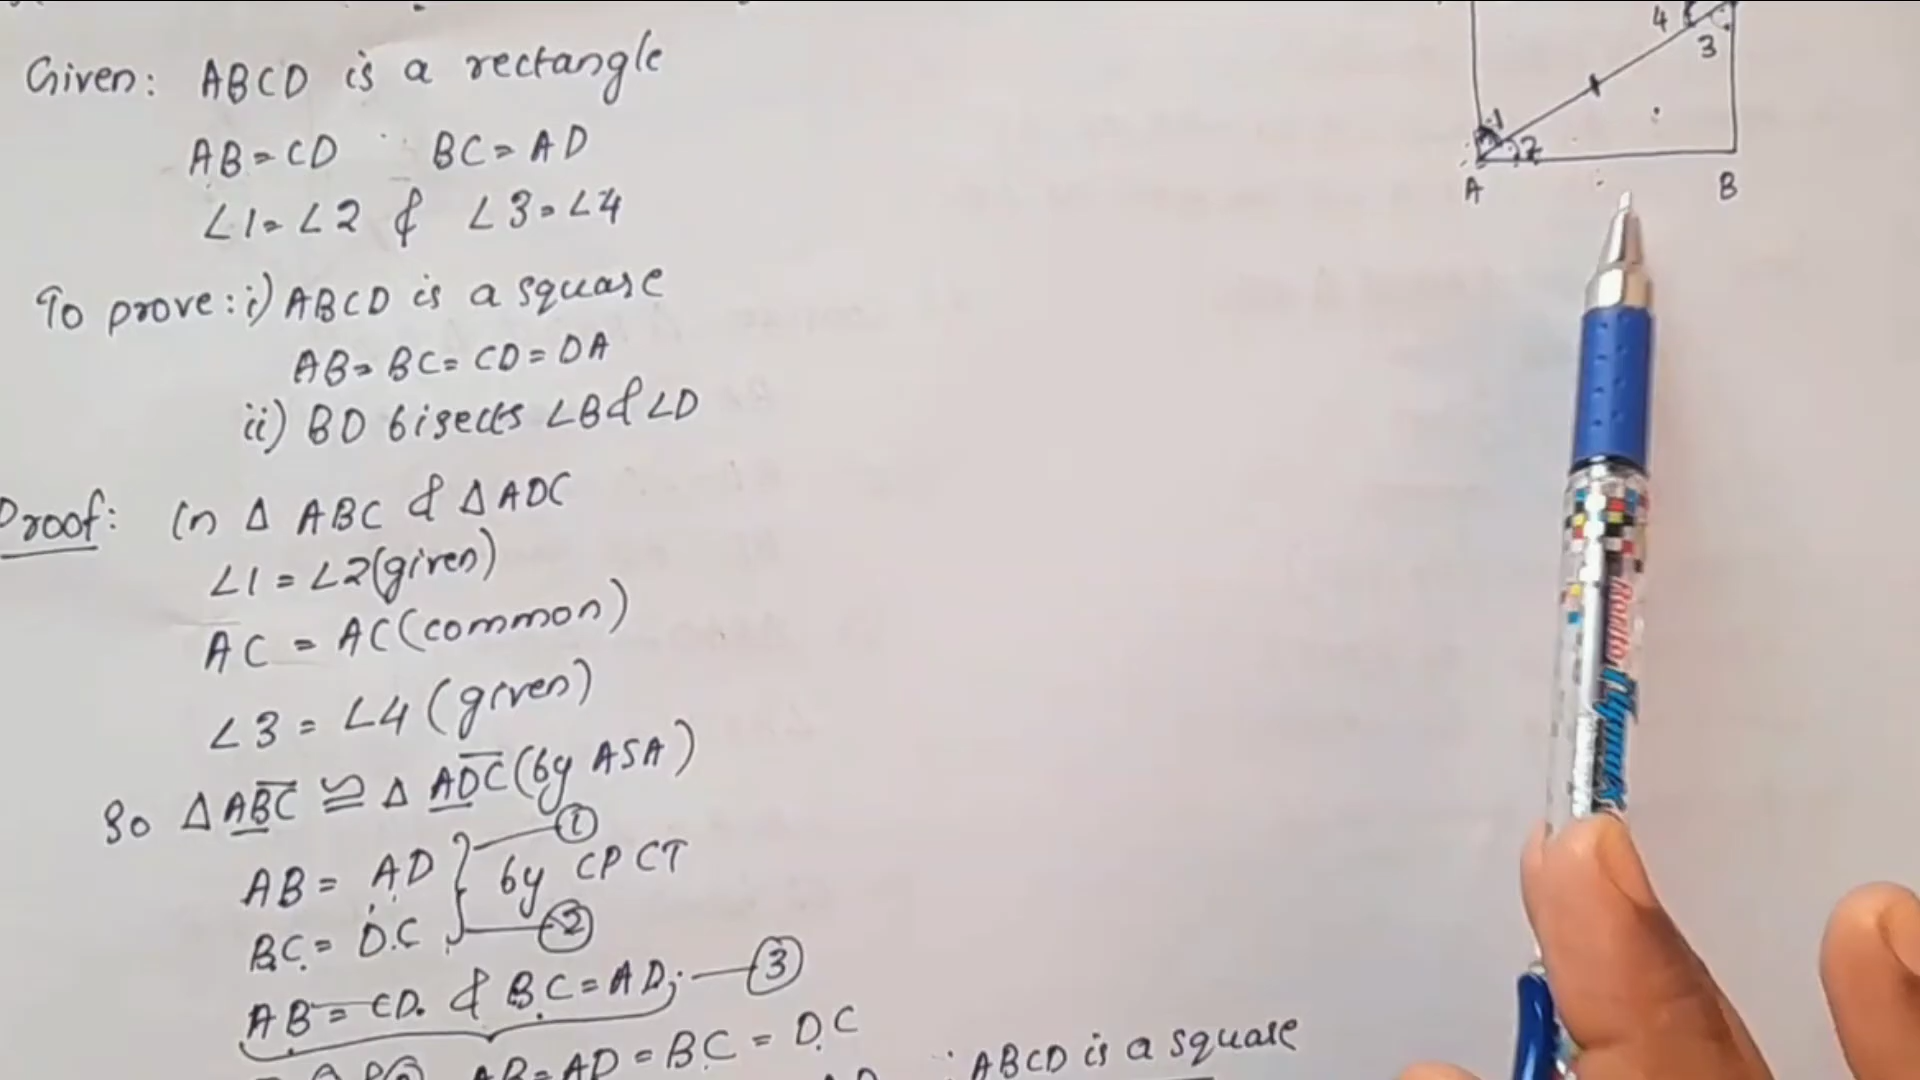 Given: ABCD is a rectangle
AB = CD BC = AD
∠1 = ∠2 & ∠3 = ∠4
To prove: i) ABCD is a square
AB = BC = CD = DA
ii) BD bisects ∠B & ∠D
Proof: In Δ ABC & Δ ADC
∠1 = ∠2 (given)
AC = AC (common)
∠3 = ∠4 (given)
So Δ ABC ≅ Δ ADC (by ASA)
AB = AD } ①
BC = DC } ② by CPCT
AB = CD & BC = AD; ③
AB = AD = BC = DC
ABCD is a square
4
3
1
2
A B